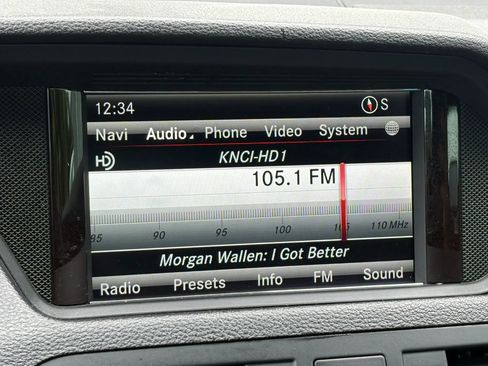 12:34 S
Navi Audio Phone Video System
HD KNCI-HD1
105.1 FM
85 90 95 100 105 110 MHz
Morgan Wallen: I Got Better
Radio Presets Info FM Sound